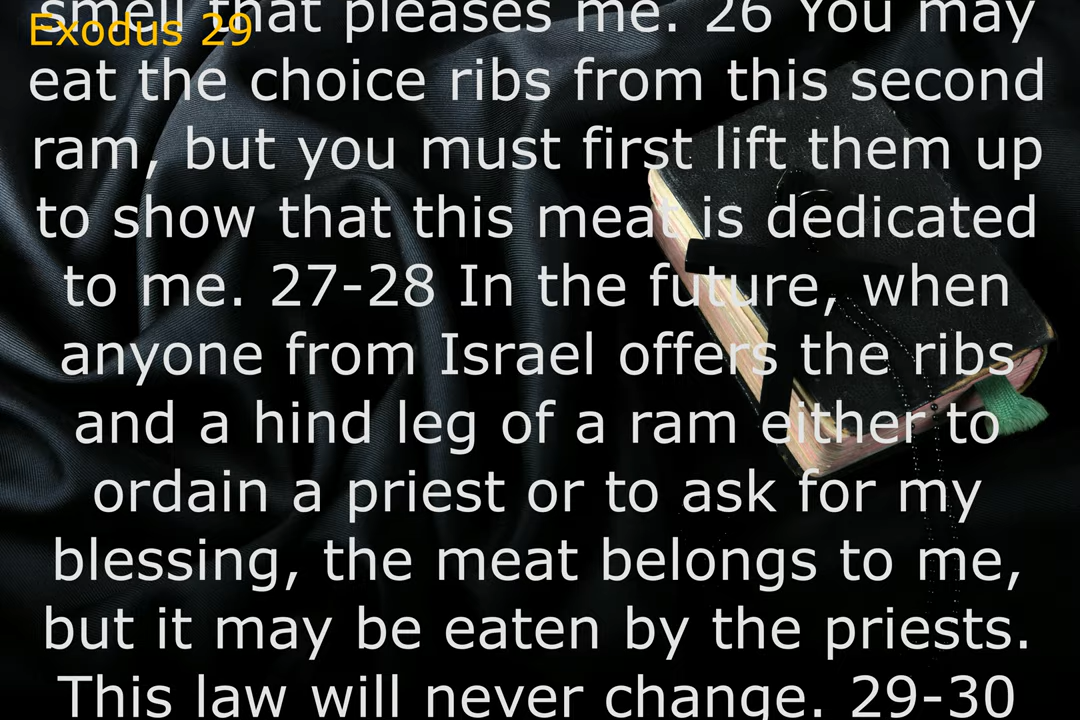 smell that pleases me. 26 You may
Exodus 29
eat the choice ribs from this second
ram, but you must first lift them up
to show that this meat is dedicated
to me. 27-28 In the future, when
anyone from Israel offers the ribs
and a hind leg of a ram either to
ordain a priest or to ask for my
blessing, the meat belongs to me,
but it may be eaten by the priests.
This law will never change. 29-30